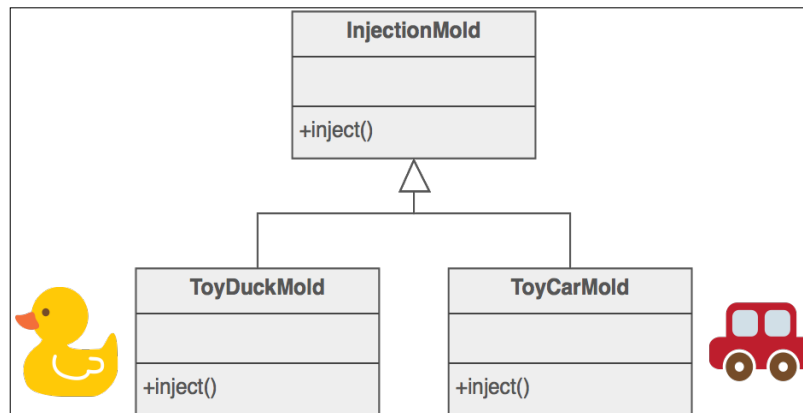 InjectionMold
+inject()
ToyDuckMold
+inject()
ToyCarMold
+inject()